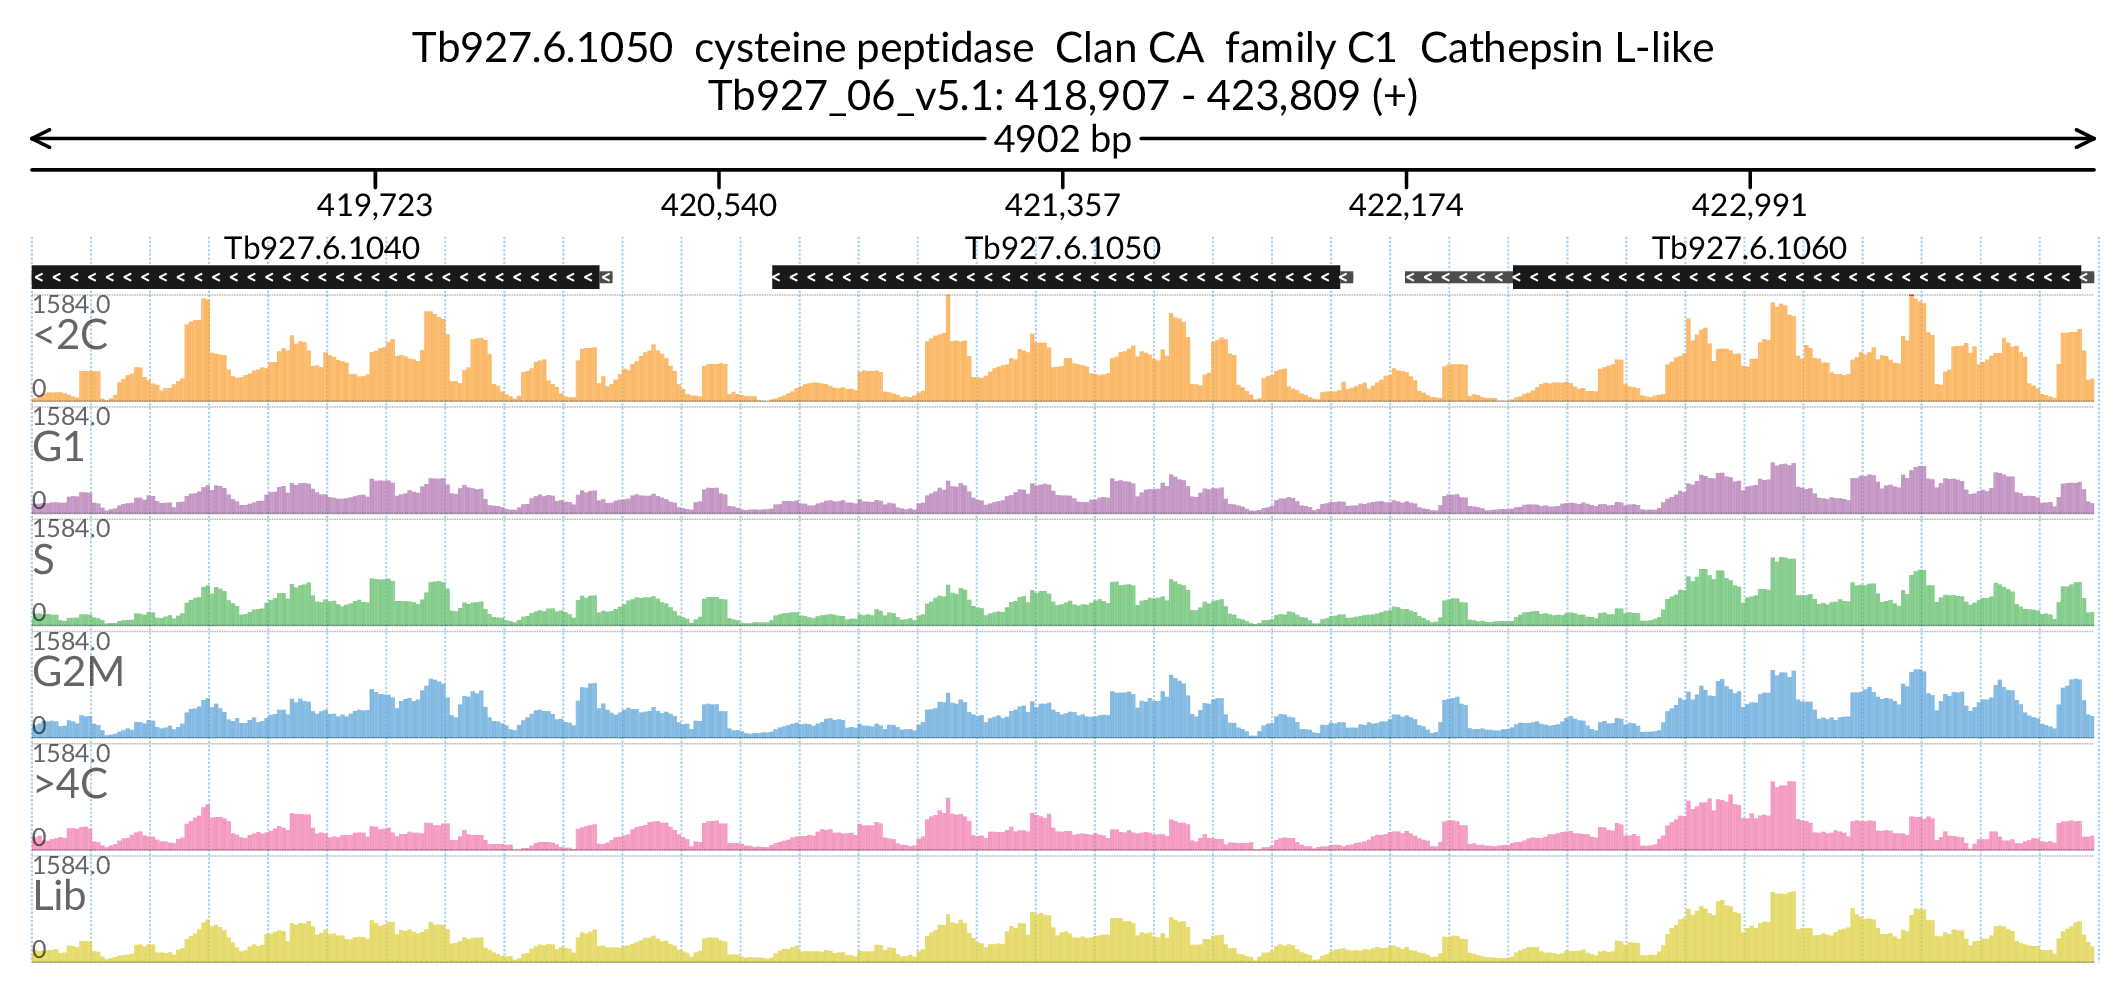 Tb927.6.1050  cysteine peptidase  Clan CA  family C1  Cathepsin L-like
Tb927_06_v5.1: 418,907 - 423,809 (+)
4902 bp
419,723 420,540 421,357 422,174 422,991
Tb927.6.1040 Tb927.6.1050 Tb927.6.1060
1584.0
<2C
0
1584.0
G1
0
1584.0
S
0
1584.0
G2M
0
1584.0
>4C
0
1584.0
Lib
0